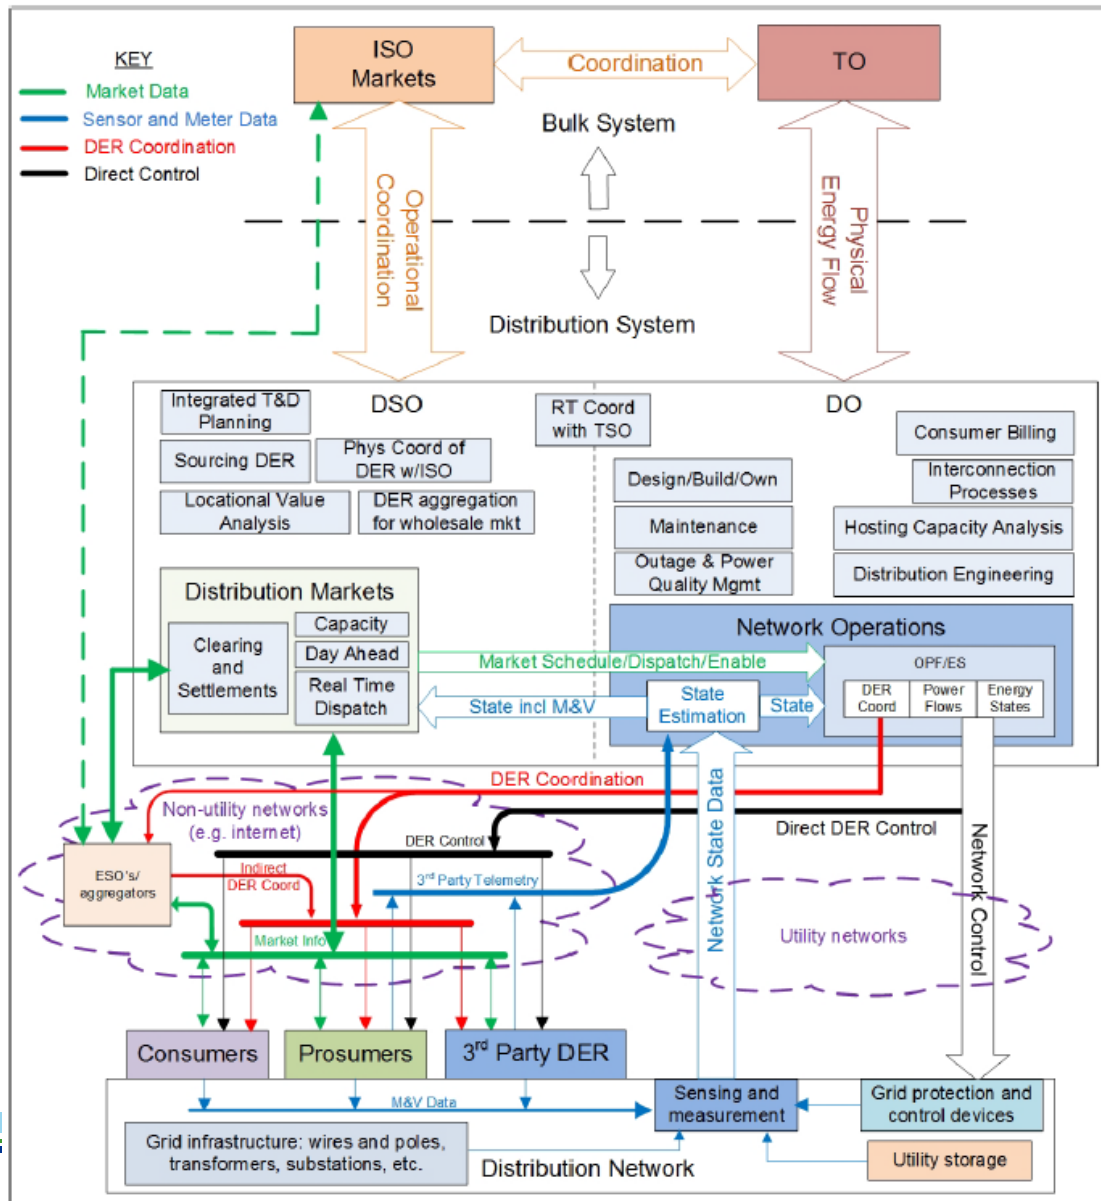 KEY
Market Data
Sensor and Meter Data
DER Coordination
Direct Control
ISO
Markets
Coordination
TO
Bulk System
Operational
Coordination
Physical
Energy Flow
Distribution System
DSO
Integrated T&D
Planning
Sourcing DER
Phys Coord of
DER w/ISO
Locational Value
Analysis
DER aggregation
for wholesale mkt
RT Coord
with TSO
DO
Consumer Billing
Design/Build/Own
Interconnection
Processes
Maintenance
Hosting Capacity Analysis
Outage & Power
Quality Mgmt
Distribution Engineering
Distribution Markets
Clearing
and
Settlements
Capacity
Day Ahead
Real Time
Dispatch
Market Schedule/Dispatch/Enable
State incl M&V
Network Operations
State
Estimation
State
OPF/ES
DER
Coord
Power
Flows
Energy
States
DER Coordination
Non-utility networks
(e.g. internet)
Direct DER Control
DER Control
ESO's/
aggregators
Indirect
DER Coord
3rd Party Telemetry
Market Info
Network State Data
Utility networks
Network Control
Consumers
Prosumers
3rd Party DER
M&V Data
Sensing and
measurement
Grid protection and
control devices
Grid infrastructure: wires and poles,
transformers, substations, etc.
Distribution Network
Utility storage